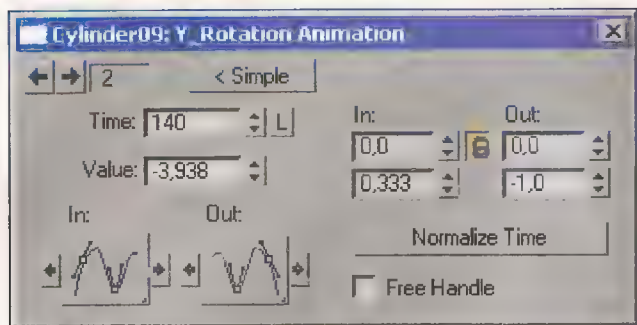 Cylinder09: Y_Rotation Animation
2 < Simple
Time: 140 L
Value: -3,938
In: Out:
In: Out:
0,0 0,0
0,333 -1,0
Normalize Time
Free Handle